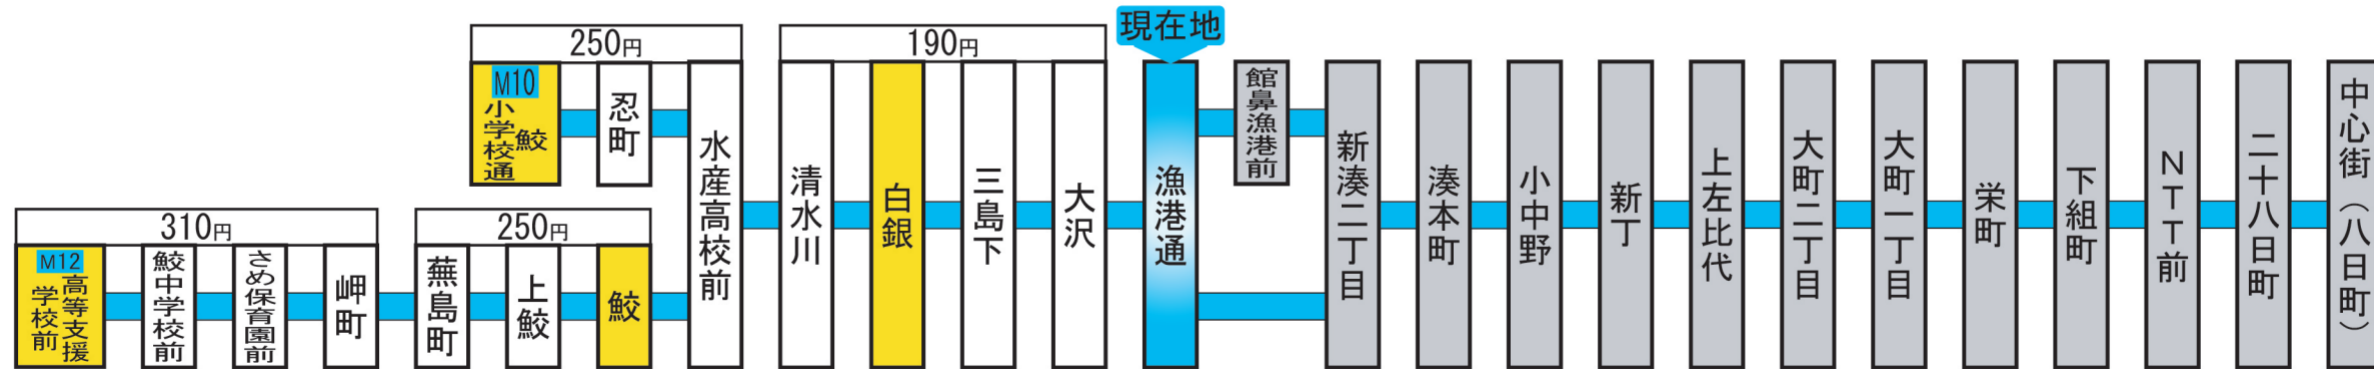 現在地
250円
190円
M10
鮫
小学校通
忍町
水産高校前
清水川
白銀
三島下
大沢
漁港通
館鼻漁港前
新湊二丁目
湊本町
小中野
新丁
上左比代
大町二丁目
大町一丁目
栄町
下組町
NTT前
二十八日町
中心街(八日町)
310円
250円
M12
高等支援
学校前
鮫中学校前
さめ保育園前
岬町
蕪島町
上鮫
鮫